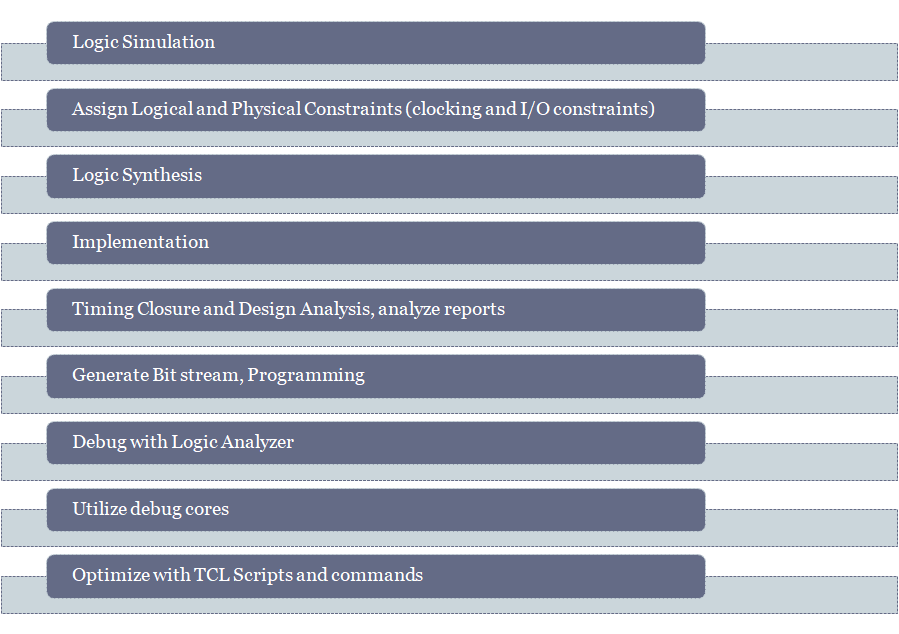 Logic Simulation
Assign Logical and Physical Constraints (clocking and I/O constraints)
Logic Synthesis
Implementation
Timing Closure and Design Analysis, analyze reports
Generate Bit stream, Programming
Debug with Logic Analyzer
Utilize debug cores
Optimize with TCL Scripts and commands